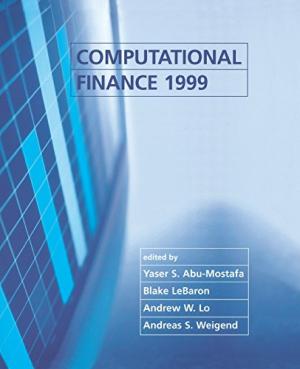 COMPUTATIONAL
FINANCE 1999
edited by
Yaser S. Abu-Mostafa
Blake LeBaron
Andrew W. Lo
Andreas S. Weigend